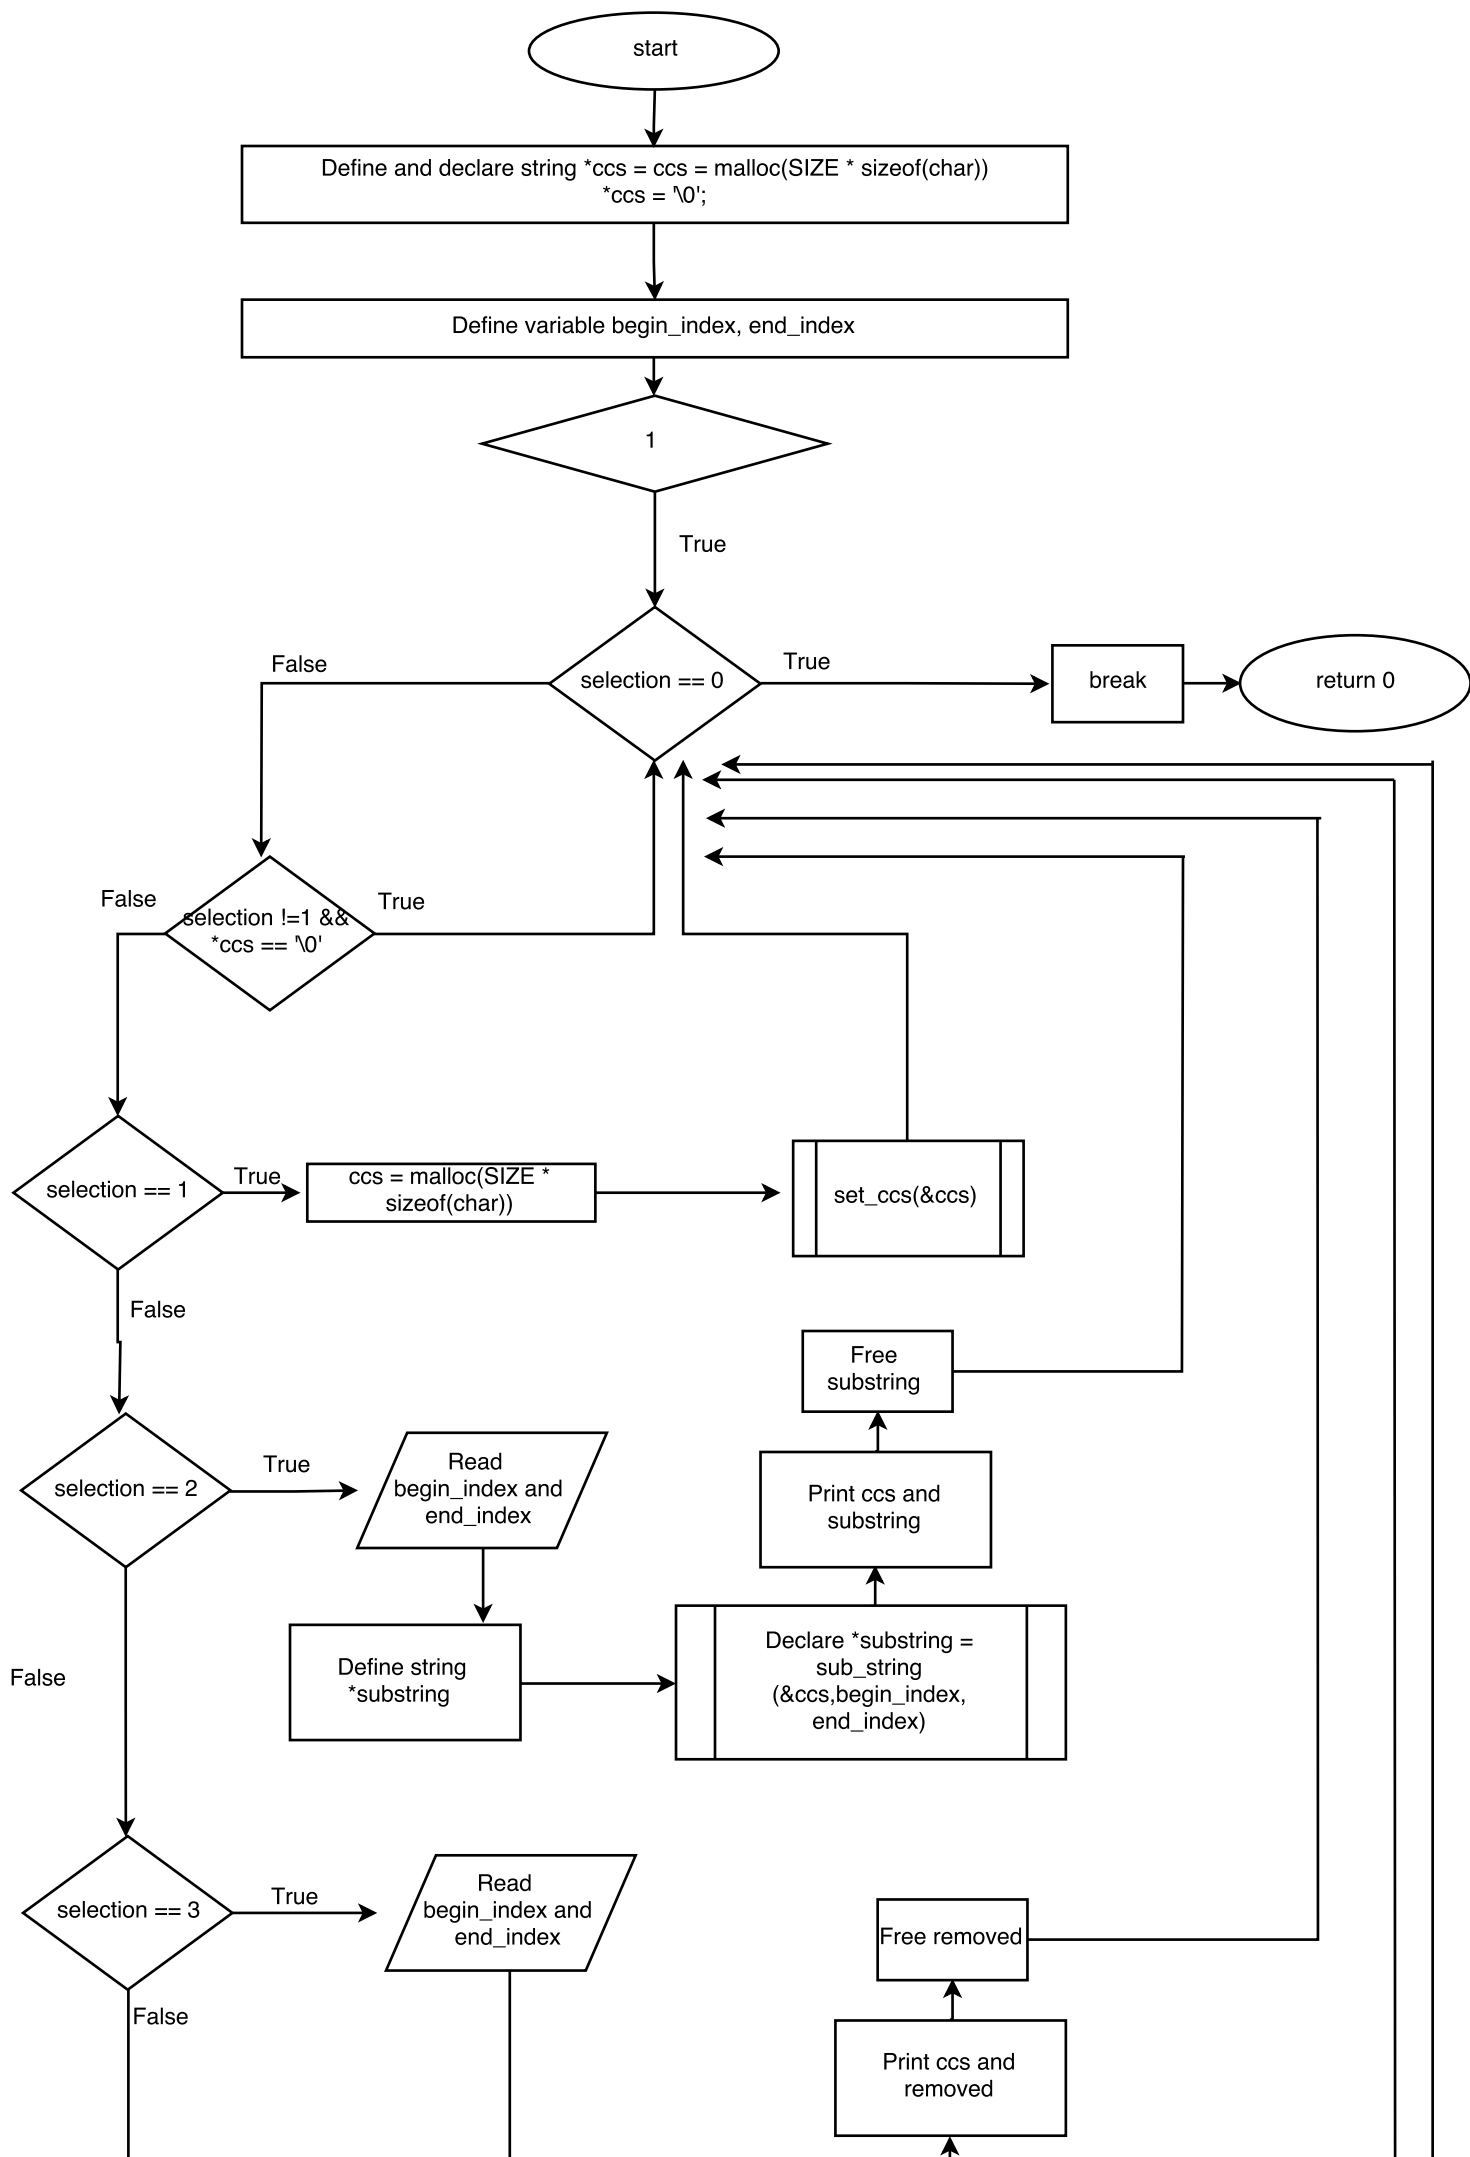 start
Define and declare string *ccs = ccs = malloc(SIZE * sizeof(char))
*ccs = '\0';
Define variable begin_index, end_index
1
True
selection == 0
False
True
break
return 0
selection !=1 &&
*ccs == '\0'
False
True
selection == 1
True
ccs = malloc(SIZE *
sizeof(char))
set_ccs(&ccs)
False
Free
substring
selection == 2
True
Read
begin_index and
end_index
Print ccs and
substring
False
Define string
*substring
Declare *substring =
sub_string
(&ccs,begin_index,
end_index)
selection == 3
True
Read
begin_index and
end_index
Free removed
False
Print ccs and
removed